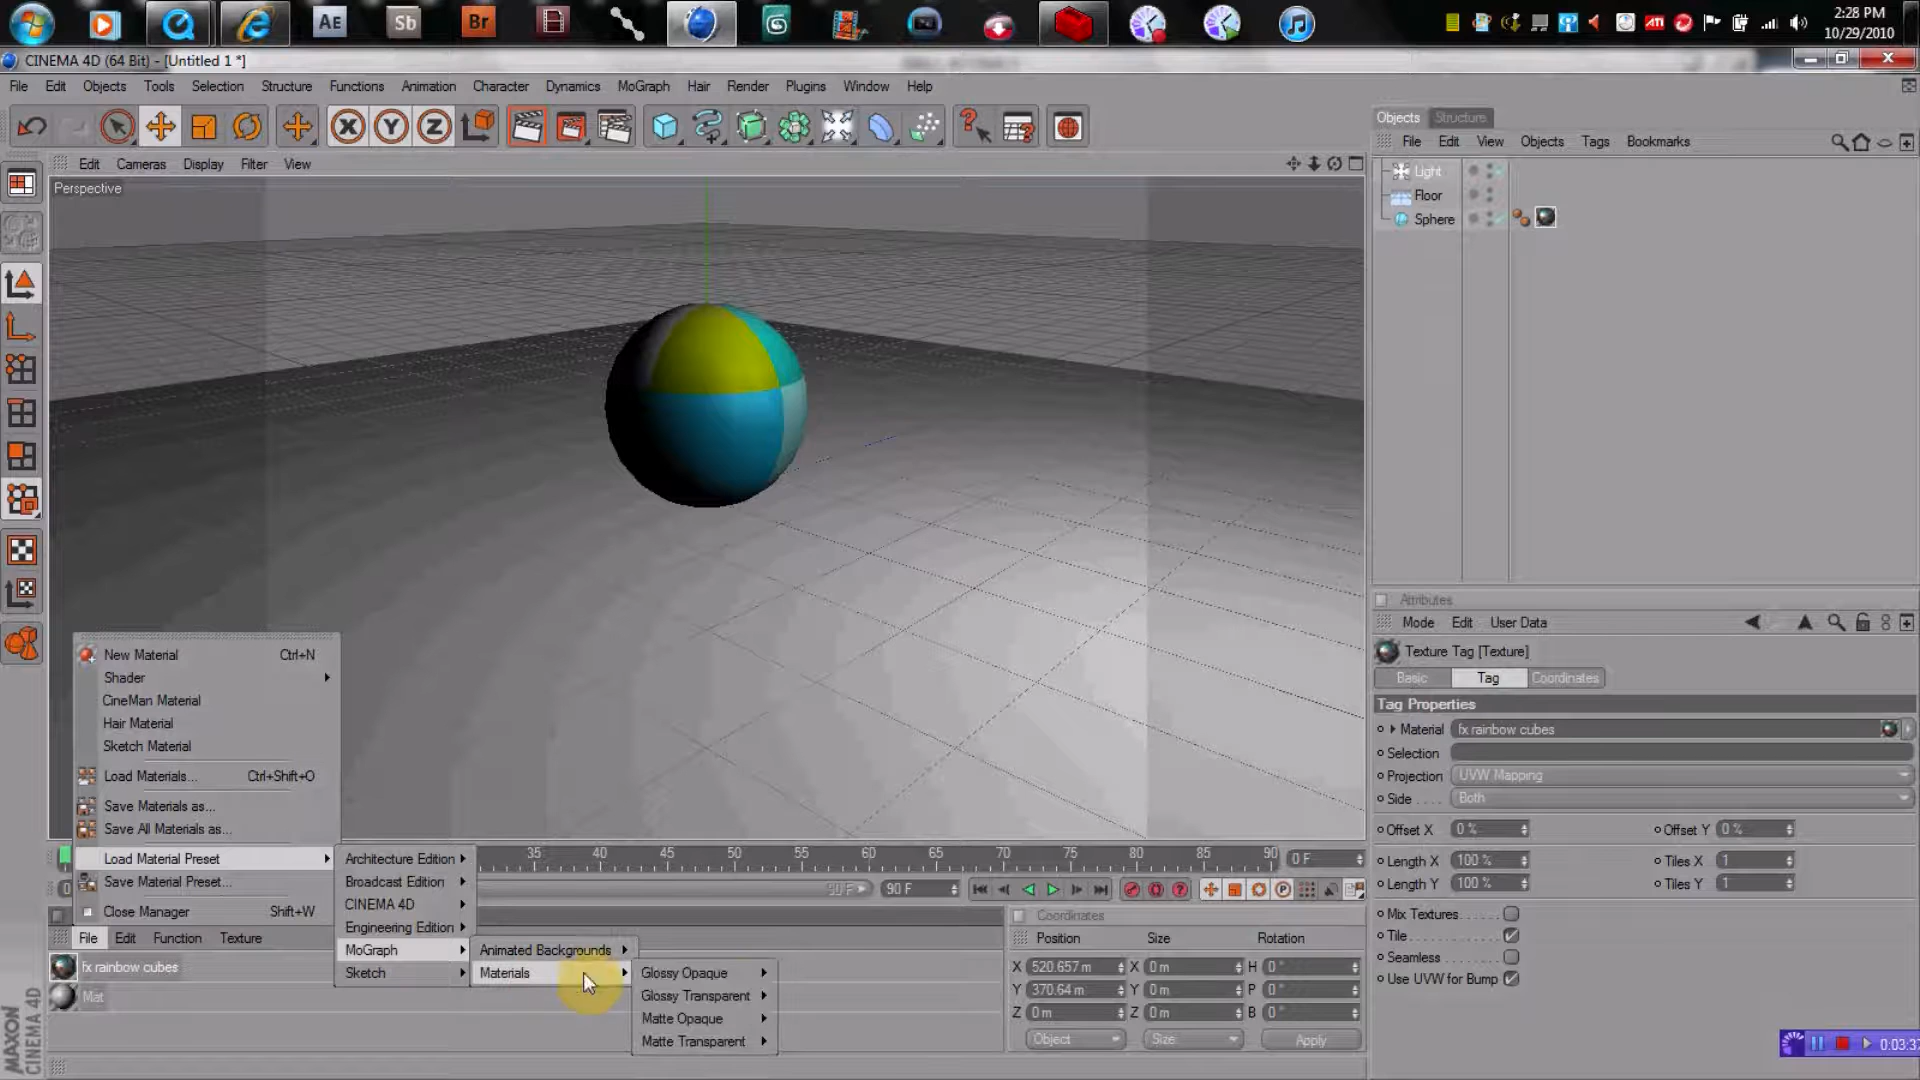 AE
Sb
Br
ATI
2:28 PM
10/29/2010
CINEMA 4D (64 Bit) - [Untitled 1 *]
File Edit Objects Tools Selection Structure Functions Animation Character Dynamics MoGraph Hair Render Plugins Window Help
X Y Z
Objects Structure
File Edit View Objects Tags Bookmarks
Edit Cameras Display Filter View
Perspective
Light
Floor
Sphere
Attributes
Mode Edit User Data
Texture Tag [Texture]
Basic Tag Coordinates
Tag Properties
Material fx rainbow cubes
Selection
Projection UVW Mapping
Side Both
Offset X 0 % Offset Y 0 %
Length X 100 % Tiles X 1
Length Y 100 % Tiles Y 1
Mix Textures
Tile
Seamless
Use UVW for Bump
New Material Ctrl+N
Shader
CineMan Material
Hair Material
Sketch Material
Load Materials... Ctrl+Shift+O
Save Materials as...
Save All Materials as...
Load Material Preset
Save Material Preset...
Close Manager Shift+W
Architecture Edition
Broadcast Edition
CINEMA 4D
Engineering Edition
MoGraph
Sketch
Animated Backgrounds
Materials
Glossy Opaque
Glossy Transparent
Matte Opaque
Matte Transparent
35 40 45 50 55 60 65 70 75 80 85 90 0 F
90 F 90 F
File Edit Function Texture
fx rainbow cubes
Mat
Coordinates
Position Size Rotation
X 520.657 m X 0 m H 0 °
Y 370.64 m Y 0 m P 0 °
Z 0 m Z 0 m B 0 °
Object Size Apply
MAXON
CINEMA 4D
0:03:37